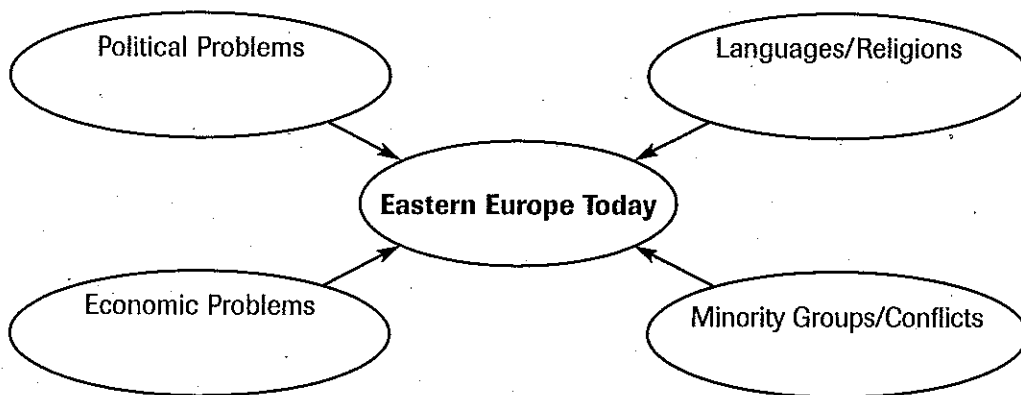 Political Problems
Languages/Religions
Eastern Europe Today
Economic Problems
Minority Groups/Conflicts